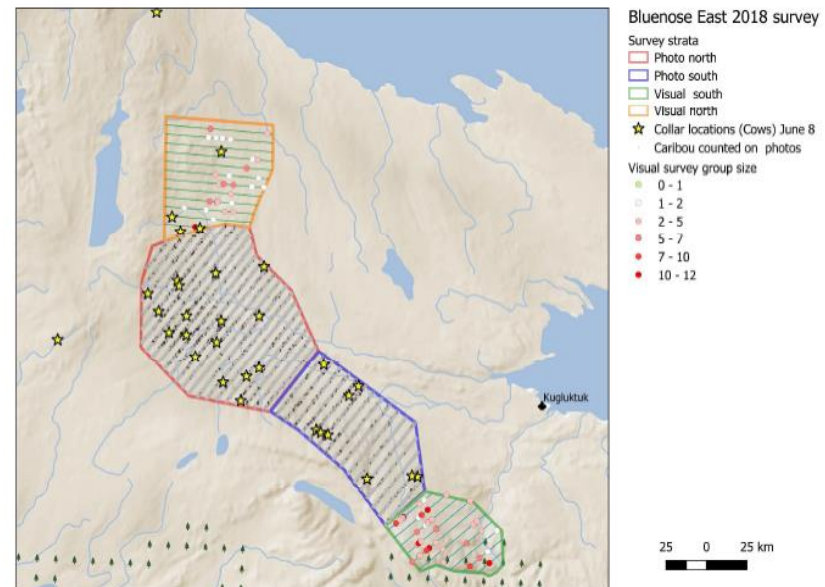 Bluenose East 2018 survey
Survey strata
Photo north
Photo south
Visual south
Visual north
Collar locations (Cows) June 8
Caribou counted on photos
Visual survey group size
0 - 1
1 - 2
2 - 5
5 - 7
7 - 10
10 - 12
Kugluktuk
25 0 25 km